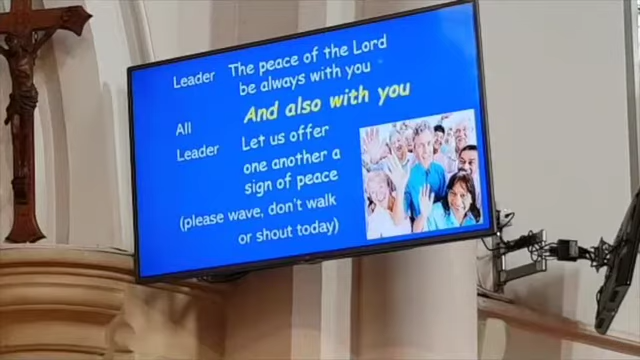 Leader The peace of the Lord
be always with you
All And also with you
Leader Let us offer
one another a
sign of peace
(please wave, don't walk
or shout today)